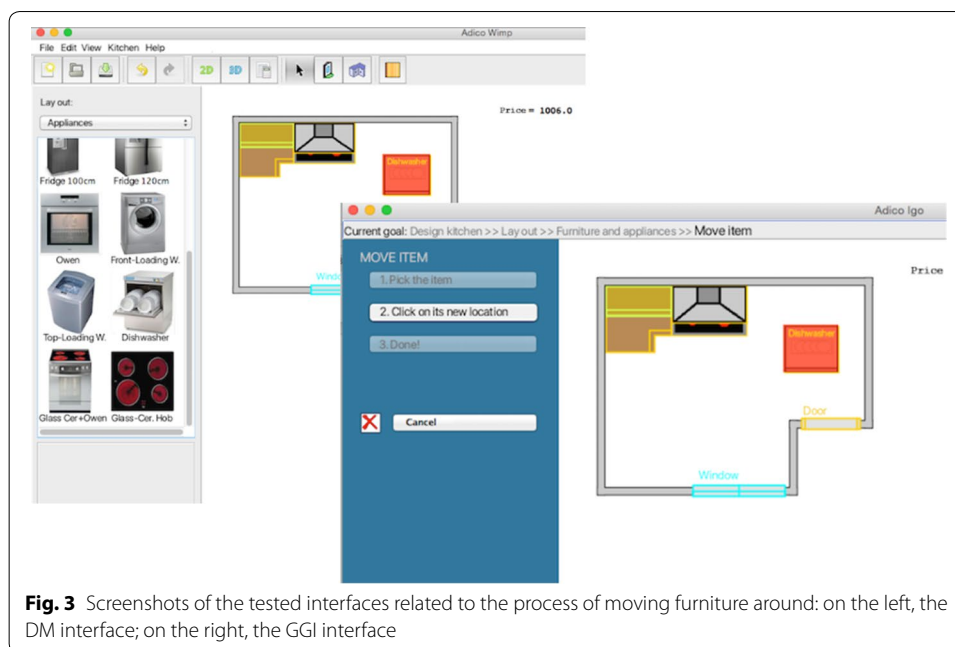 Adico Wimp
File Edit View Kitchen Help
2D 3D
Lay out:
Appliances
Price = 1006.0
Fridge 100cm Fridge 120cm
Owen Front-Loading W.
Top-Loading W. Dishwasher
Glass Cer+Owen Glass-Cer. Hob
Dishwasher
Windo
Adico Igo
Current goal: Design kitchen >> Lay out >> Furniture and appliances >> Move item
MOVE ITEM
1. Pick the item
2. Click on its new location
3. Done!
Cancel
Price
Dishwasher
Door
Window
Fig. 3 Screenshots of the tested interfaces related to the process of moving furniture around: on the left, the
DM interface; on the right, the GGI interface